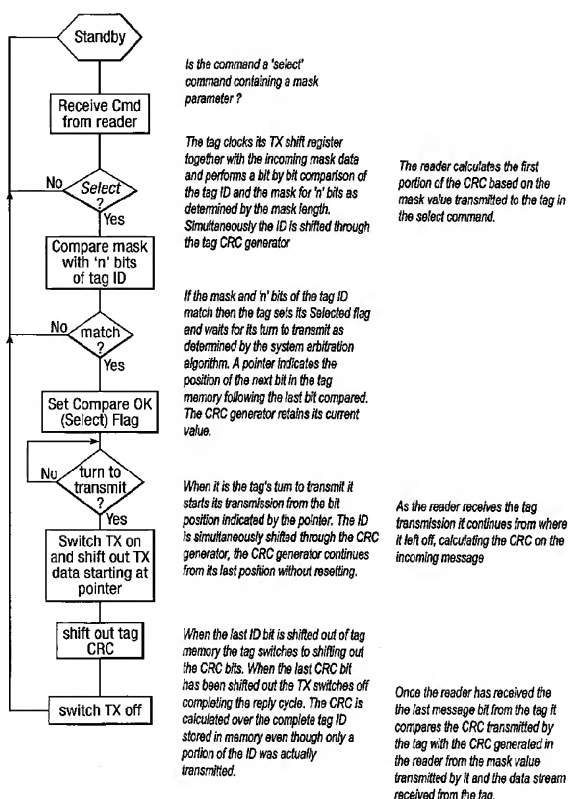 Standby
Receive Cmd
from reader
No
Select
?
Yes
Compare mask
with 'n' bits
of tag ID
No
match
?
Yes
Set Compare OK
(Select) Flag
No
turn to
transmit
?
Yes
Switch TX on
and shift out TX
data starting at
pointer
shift out tag
CRC
switch TX off
Is the command a 'select'
command containing a mask
parameter ?
The tag clocks its TX shift register
together with the incoming mask data
and performs a bit by bit comparison of
the tag ID and the mask for 'n' bits as
determined by the mask length.
Simultaneously the ID is shifted through
the tag CRC generator
If the mask and 'n' bits of the tag ID
match then the tag sets its Selected flag
and waits for its turn to transmit as
determined by the system arbitration
algorithm. A pointer indicates the
position of the next bit in the tag
memory following the last bit compared.
The CRC generator retains its current
value.
When it is the tag's turn to transmit it
starts its transmission from the bit
position indicated by the pointer. The ID
is simultaneously shifted through the CRC
generator, the CRC generator continues
from its last position without resetting.
When the last ID bit is shifted out of tag
memory the tag switches to shifting out
the CRC bits. When the last CRC bit
has been shifted out the TX switches off
completing the reply cycle. The CRC is
calculated over the complete tag ID
stored in memory even though only a
portion of the ID was actually
transmitted.
The reader calculates the first
portion of the CRC based on the
mask value transmitted to the tag in
the select command.
As the reader receives the tag
transmission it continues from where
it left off, calculating the CRC on the
incoming message
Once the reader has received the
the last message bit from the tag it
compares the CRC transmitted by
the tag with the CRC generated in
the reader from the mask value
transmitted by it and the data stream
received from the tag.